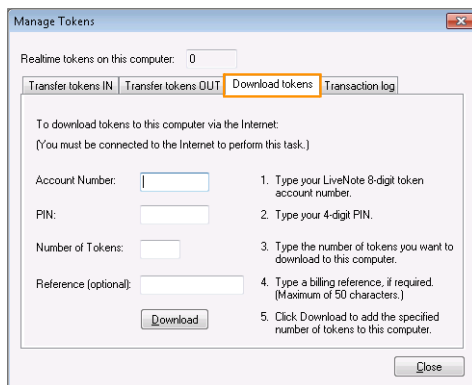 Manage Tokens
Realtime tokens on this computer: 0
Transfer tokens IN Transfer tokens OUT Download tokens Transaction log
To download tokens to this computer via the Internet:
(You must be connected to the Internet to perform this task.)
Account Number:
1. Type your LiveNote 8-digit token
account number.
PIN:
2. Type your 4-digit PIN.
Number of Tokens:
3. Type the number of tokens you want to
download to this computer.
Reference (optional):
4. Type a billing reference, if required.
(Maximum of 50 characters.)
Download
5. Click Download to add the specified
number of tokens to this computer.
Close